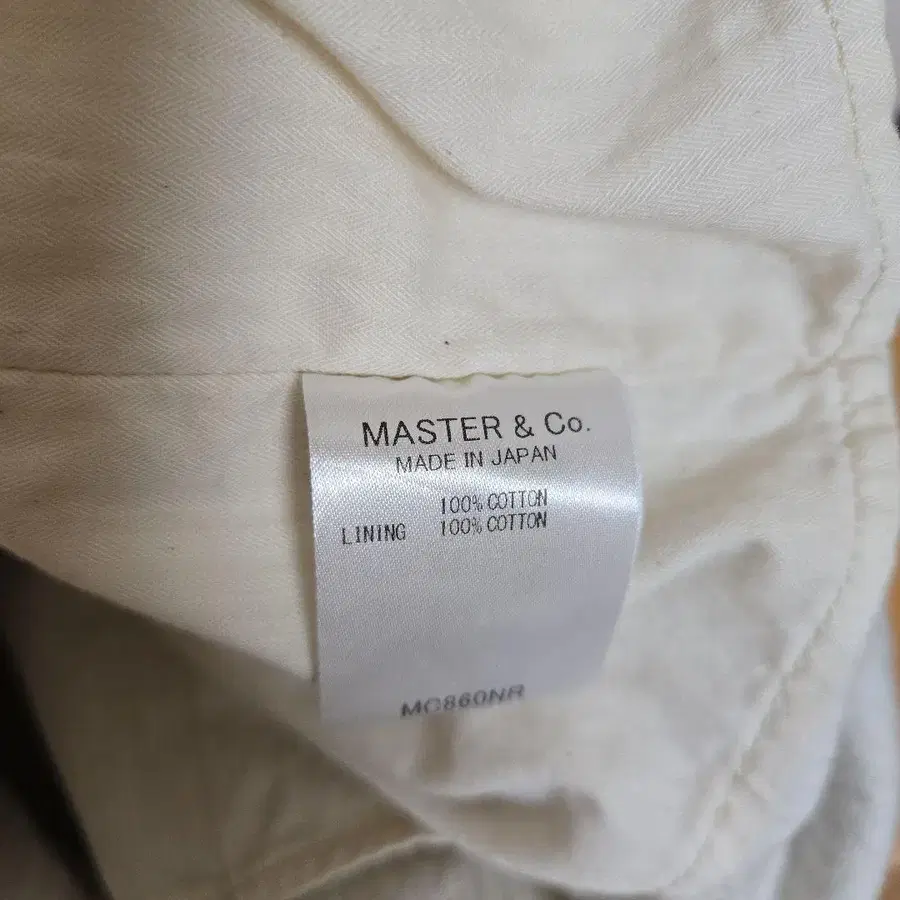 MASTER & Co.
MADE IN JAPAN
100% COTTON
LINING 100% COTTON
MC860NR